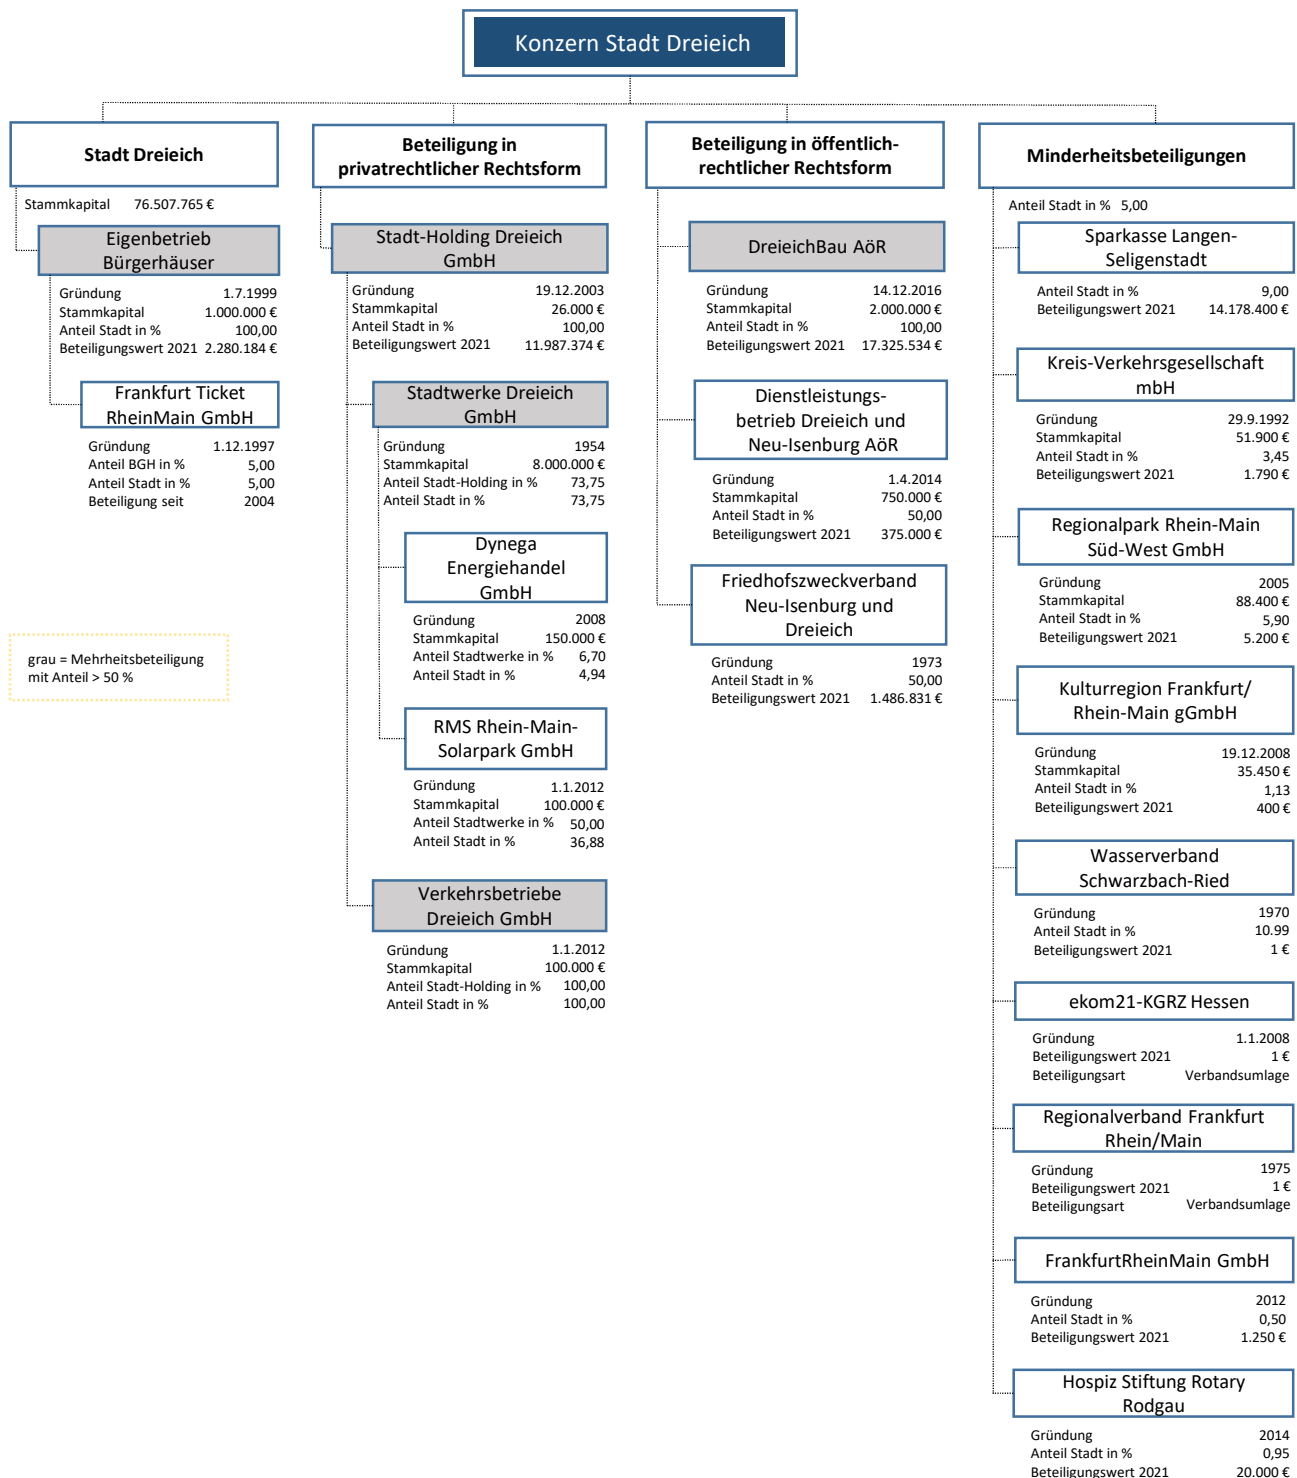 Konzern Stadt Dreieich
Stadt Dreieich
Stammkapital 76.507.765 €
Eigenbetrieb
Bürgerhäuser
Gründung 1.7.1999
Stammkapital 1.000.000 €
Anteil Stadt in % 100,00
Beteiligungswert 2021 2.280.184 €
Frankfurt Ticket
RheinMain GmbH
Gründung 1.12.1997
Anteil BGH in % 5,00
Anteil Stadt in % 5,00
Beteiligung seit 2004
grau = Mehrheitsbeteiligung
mit Anteil > 50 %
Beteiligung in
privatrechtlicher Rechtsform
Stadt-Holding Dreieich
GmbH
Gründung 19.12.2003
Stammkapital 26.000 €
Anteil Stadt in % 100,00
Beteiligungswert 2021 11.987.374 €
Stadtwerke Dreieich
GmbH
Gründung 1954
Stammkapital 8.000.000 €
Anteil Stadt-Holding in % 73,75
Anteil Stadt in % 73,75
Dynega
Energiehandel
GmbH
Gründung 2008
Stammkapital 150.000 €
Anteil Stadtwerke in % 6,70
Anteil Stadt in % 4,94
RMS Rhein-Main-
Solarpark GmbH
Gründung 1.1.2012
Stammkapital 100.000 €
Anteil Stadtwerke in % 50,00
Anteil Stadt in % 36,88
Verkehrsbetriebe
Dreieich GmbH
Gründung 1.1.2012
Stammkapital 100.000 €
Anteil Stadt-Holding in % 100,00
Anteil Stadt in % 100,00
Beteiligung in öffentlich-
rechtlicher Rechtsform
DreieichBau AöR
Gründung 14.12.2016
Stammkapital 2.000.000 €
Anteil Stadt in % 100,00
Beteiligungswert 2021 17.325.534 €
Dienstleistungs-
betrieb Dreieich und
Neu-Isenburg AöR
Gründung 1.4.2014
Stammkapital 750.000 €
Anteil Stadt in % 50,00
Beteiligungswert 2021 375.000 €
Friedhofszweckverband
Neu-Isenburg und
Dreieich
Gründung 1973
Anteil Stadt in % 50,00
Beteiligungswert 2021 1.486.831 €
Minderheitsbeteiligungen
Anteil Stadt in % 5,00
Sparkasse Langen-
Seligenstadt
Anteil Stadt in % 9,00
Beteiligungswert 2021 14.178.400 €
Kreis-Verkehrsgesellschaft
mbH
Gründung 29.9.1992
Stammkapital 51.900 €
Anteil Stadt in % 3,45
Beteiligungswert 2021 1.790 €
Regionalpark Rhein-Main
Süd-West GmbH
Gründung 2005
Stammkapital 88.400 €
Anteil Stadt in % 5,90
Beteiligungswert 2021 5.200 €
Kulturregion Frankfurt/
Rhein-Main gGmbH
Gründung 19.12.2008
Stammkapital 35.450 €
Anteil Stadt in % 1,13
Beteiligungswert 2021 400 €
Wasserverband
Schwarzbach-Ried
Gründung 1970
Anteil Stadt in % 10.99
Beteiligungswert 2021 1 €
ekom21-KGRZ Hessen
Gründung 1.1.2008
Beteiligungswert 2021 1 €
Beteiligungsart Verbandsumlage
Regionalverband Frankfurt
Rhein/Main
Gründung 1975
Beteiligungswert 2021 1 €
Beteiligungsart Verbandsumlage
FrankfurtRheinMain GmbH
Gründung 2012
Anteil Stadt in % 0,50
Beteiligungswert 2021 1.250 €
Hospiz Stiftung Rotary
Rodgau
Gründung 2014
Anteil Stadt in % 0,95
Beteiligungswert 2021 20.000 €